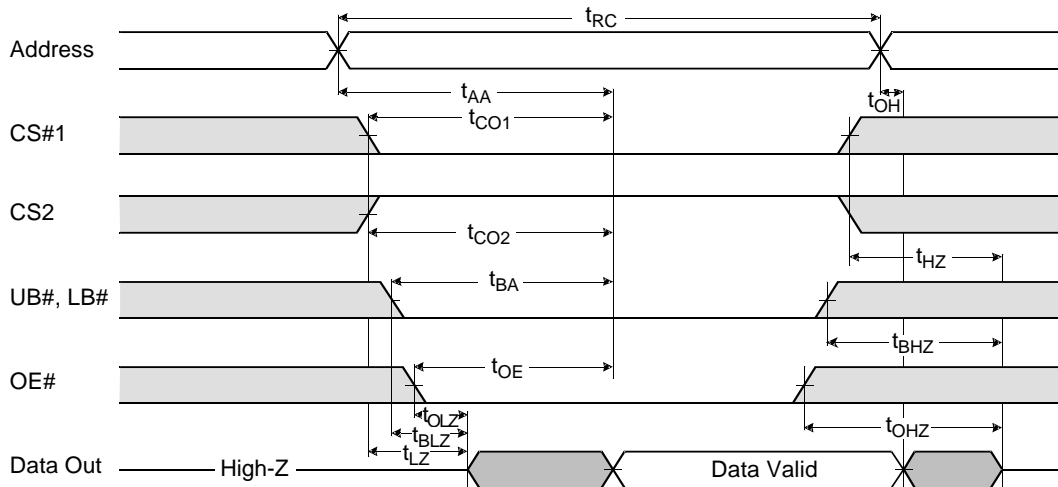 tRC
Address
tAA
tOH
tCO1
CS#1
CS2
tCO2
tHZ
tBA
UB#, LB#
tBHZ
tOE
OE#
tOLZ
tOHZ
tBLZ
tLZ
Data Out High-Z Data Valid